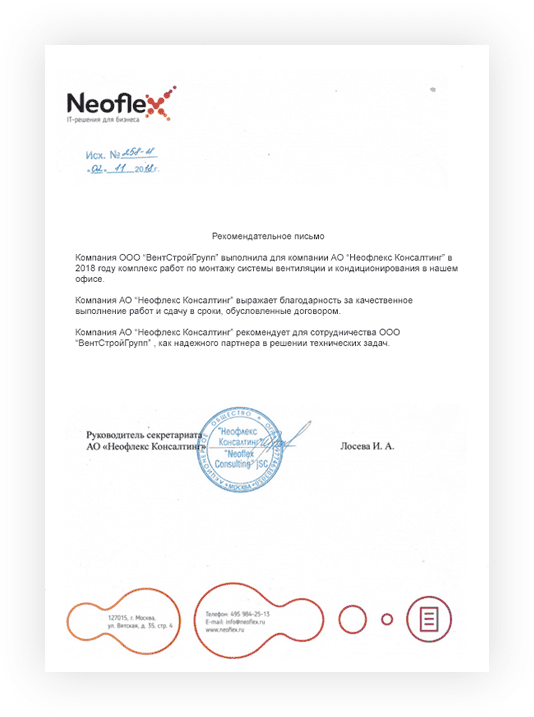 Neoflex
IT-решения для бизнеса
Исх. № 258-н
«02» 11 2018 г.
Рекомендательное письмо
Компания ООО “ВентСтройГрупп” выполнила для компании АО “Неофлекс Консалтинг” в
2018 году комплекс работ по монтажу системы вентиляции и кондиционирования в нашем
офисе.
Компания АО “Неофлекс Консалтинг” выражает благодарность за качественное
выполнение работ и сдачу в сроки, обусловленные договором.
Компания АО “Неофлекс Консалтинг” рекомендует для сотрудничества ООО
“ВентСтройГрупп” , как надежного партнера в решении технических задач.
Руководитель секретариата
АО «Неофлекс Консалтинг»
АКЦИОНЕРНОЕ ОБЩЕСТВО
МОСКВА
"Неофлекс
Консалтинг"
"Neoflex
Consulting" JSC
Лосева И. А.
127015, г. Москва,
ул. Вятская, д. 35, стр. 4
Телефон: 495 984-25-13
E-mail: info@neoflex.ru
www.neoflex.ru